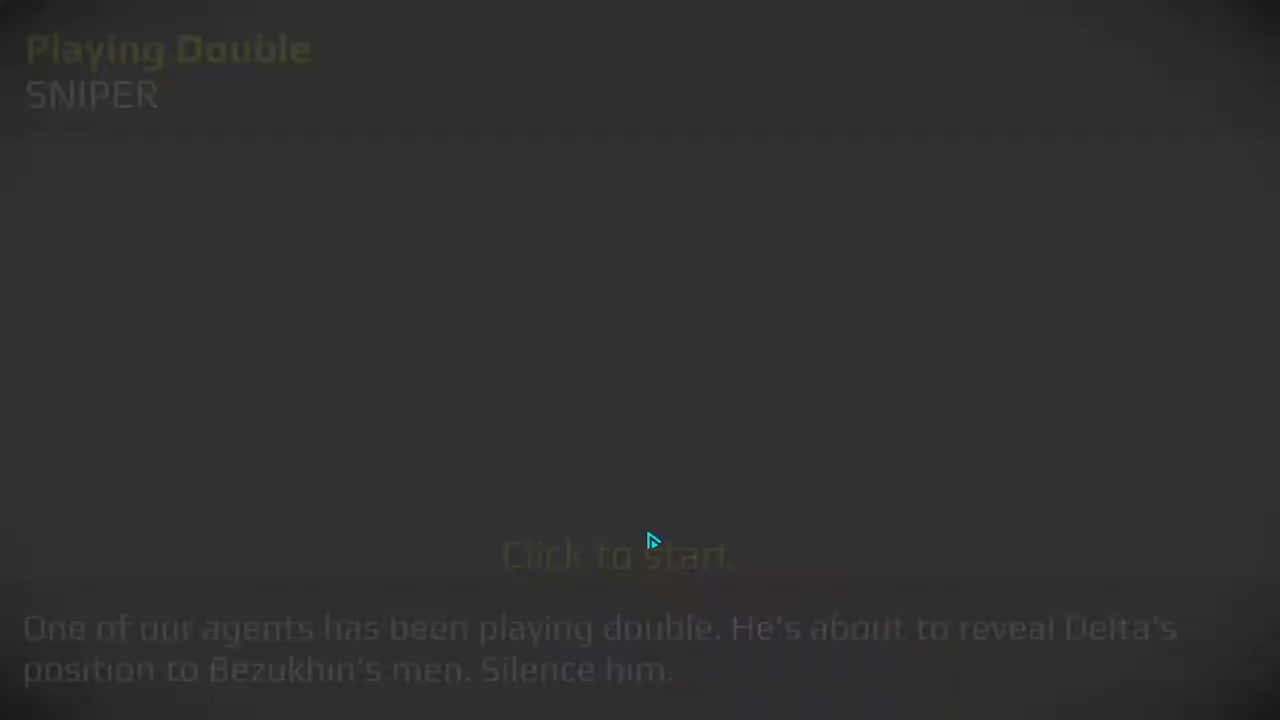 Playing Double
SNIPER
Click to start
One of our agents has been playing double. He's about to reveal Delta's
position to Bezukhin's men. Silence him.